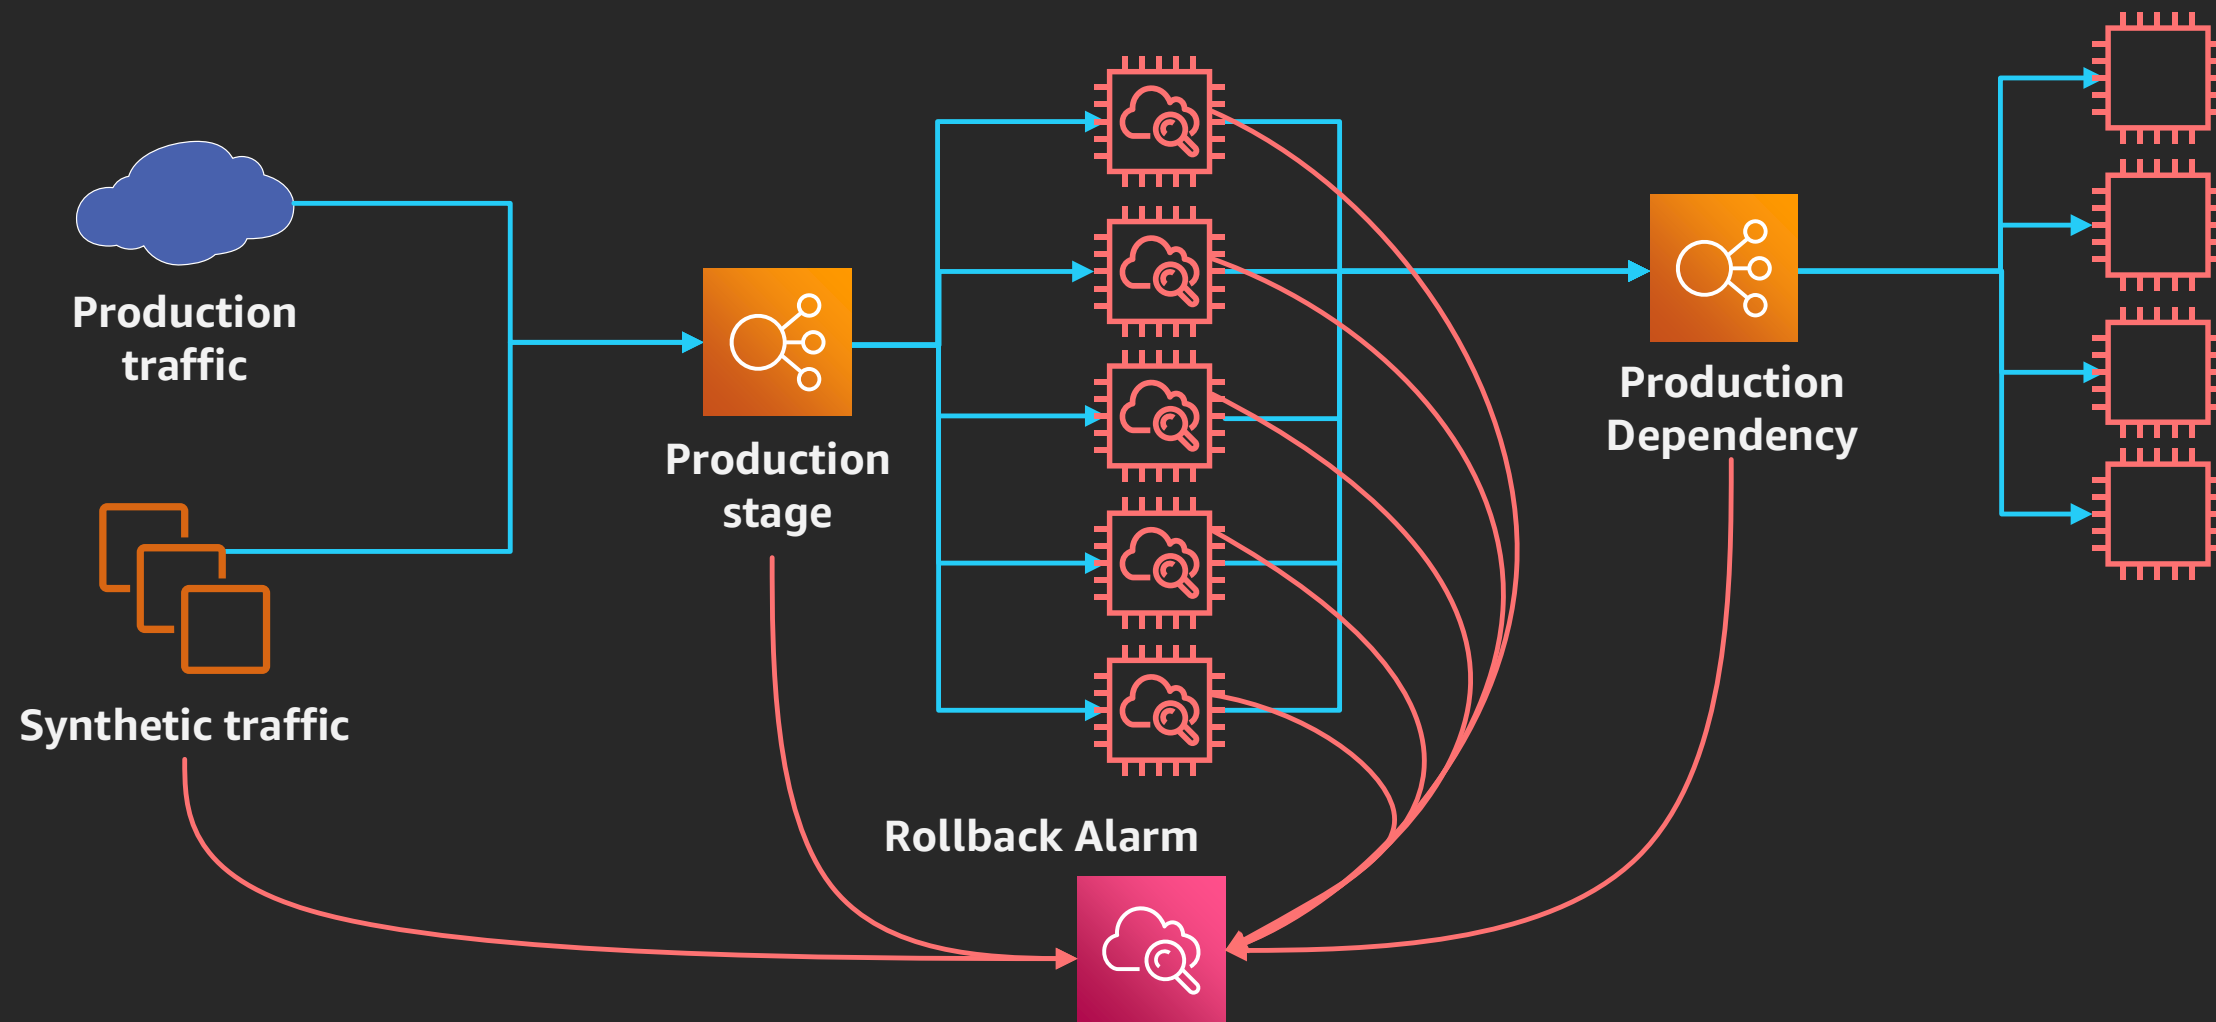 Production
traffic
Synthetic traffic
Production
stage
Rollback Alarm
Production
Dependency